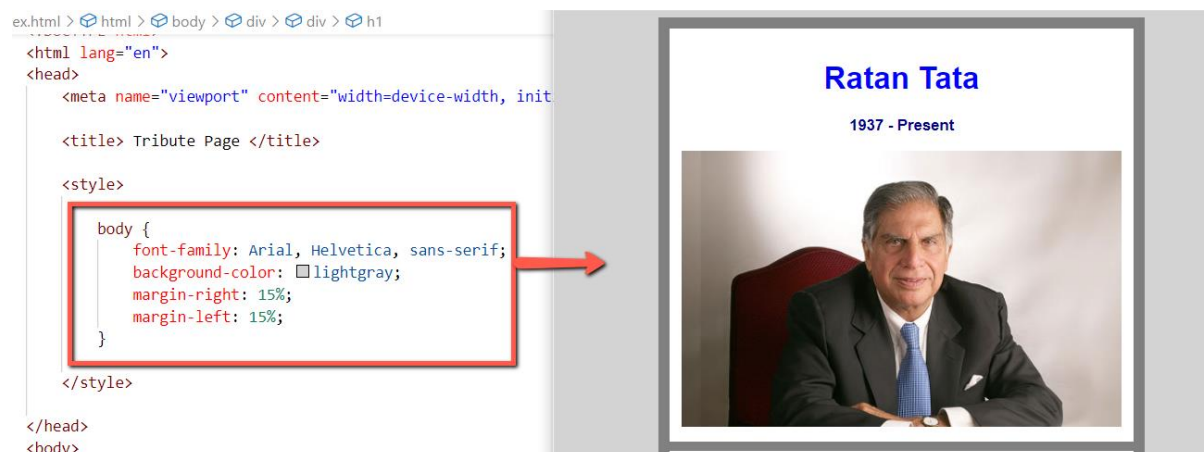 ex.html > html > body > div > div > h1
<!DOCTYPE html>
<html lang="en">
<head>
<meta name="viewport" content="width=device-width, init
<title> Tribute Page </title>
<style>
body {
font-family: Arial, Helvetica, sans-serif;
background-color: lightgray;
margin-right: 15%;
margin-left: 15%;
}
</style>
</head>
<body>
Ratan Tata
1937 - Present